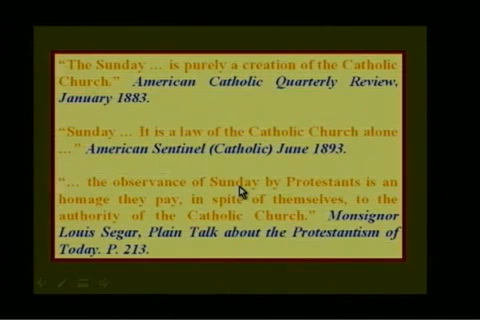 “The Sunday ... is purely a creation of the Catholic
Church.” American Catholic Quarterly Review,
January 1883.
“Sunday ... It is a law of the Catholic Church alone
...” American Sentinel (Catholic) June 1893.
“... the observance of Sunday by Protestants is an
homage they pay, in spite of themselves, to the
authority of the Catholic Church.” Monsignor
Louis Segar, Plain Talk about the Protestantism of
Today. P. 213.